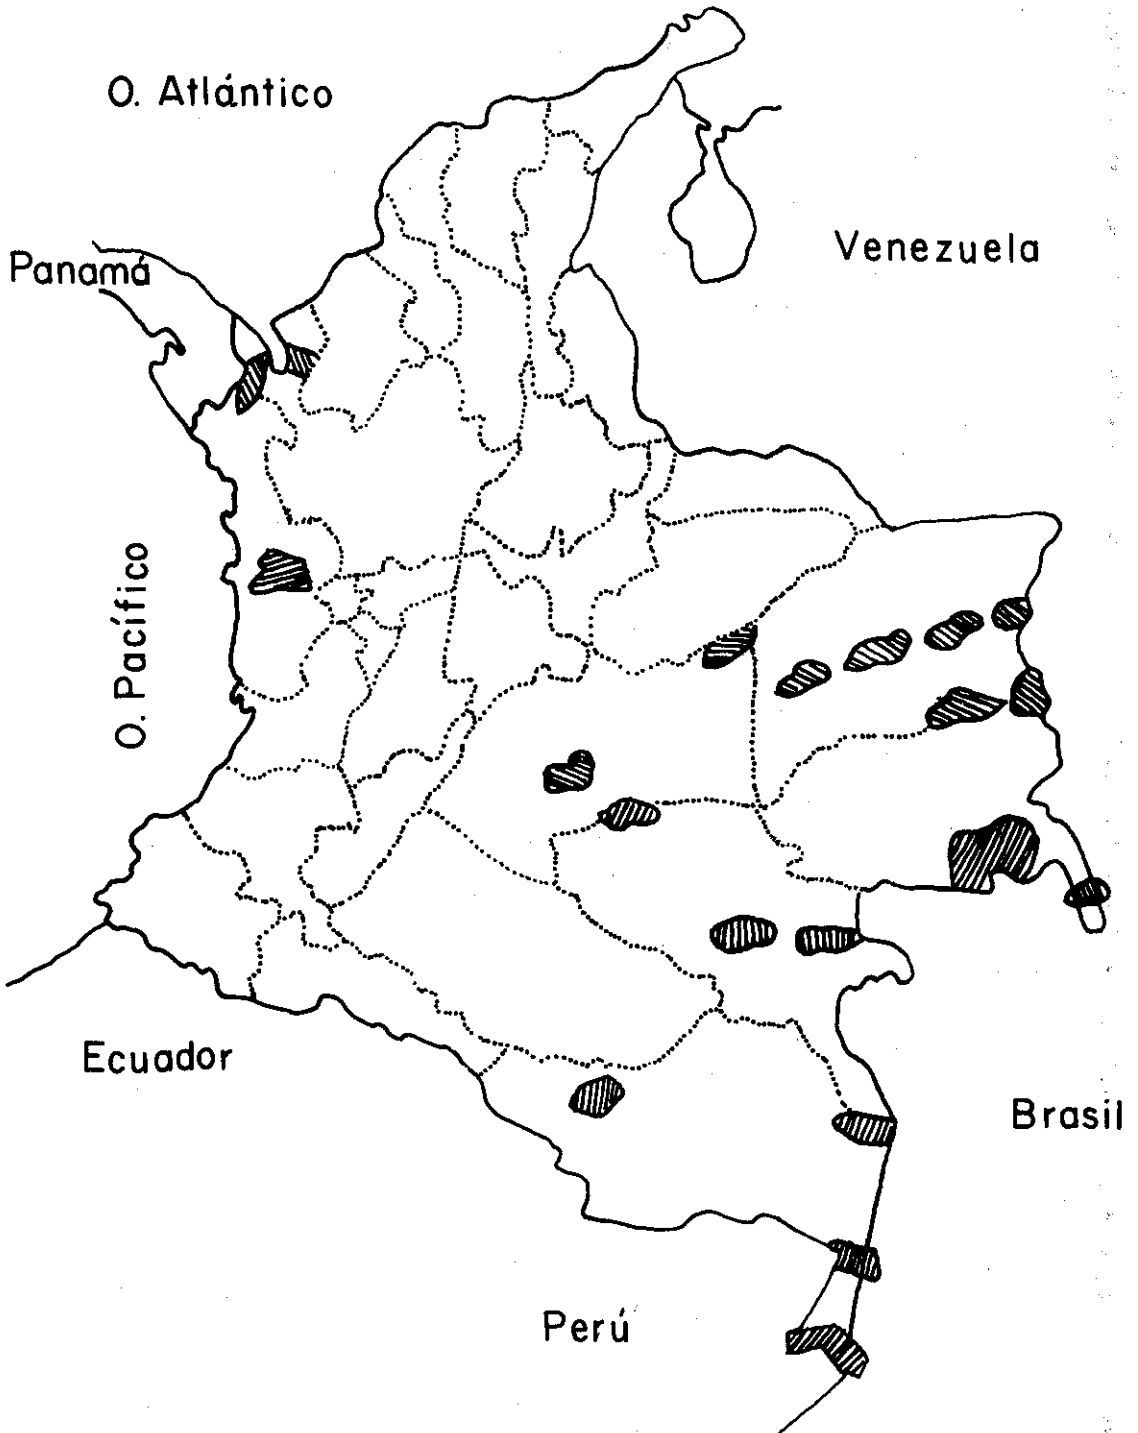 O. Atlántico
Venezuela
Panamá
O. Pacífico
Ecuador
Brasil
Perú